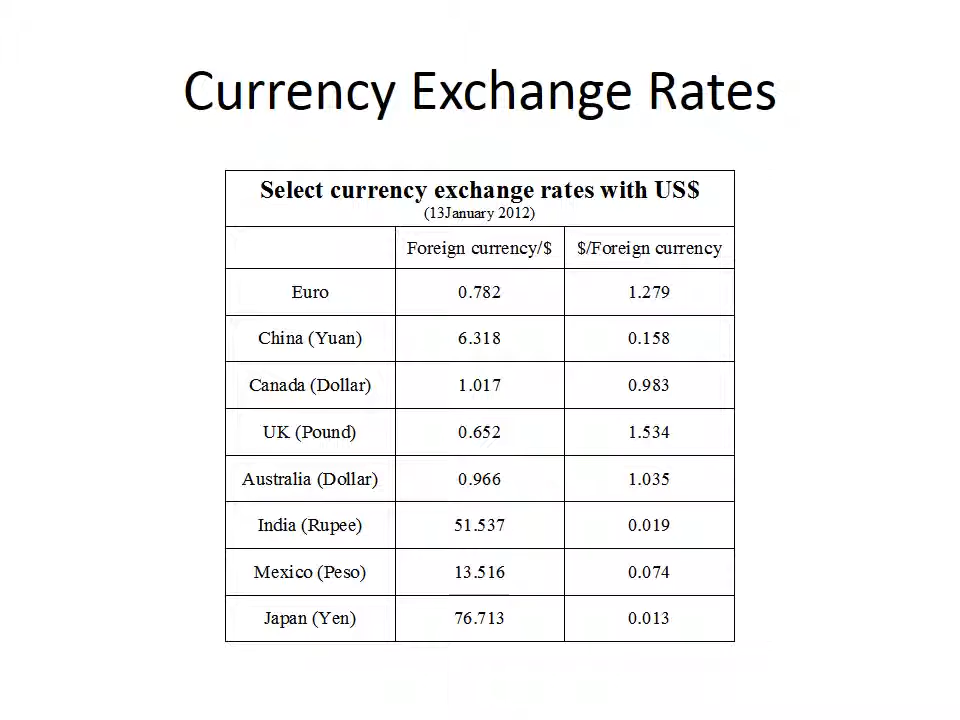 Currency Exchange Rates
Select currency exchange rates with US$
(13January 2012)
Foreign currency/$ $/Foreign currency
Euro 0.782 1.279
China (Yuan) 6.318 0.158
Canada (Dollar) 1.017 0.983
UK (Pound) 0.652 1.534
Australia (Dollar) 0.966 1.035
India (Rupee) 51.537 0.019
Mexico (Peso) 13.516 0.074
Japan (Yen) 76.713 0.013